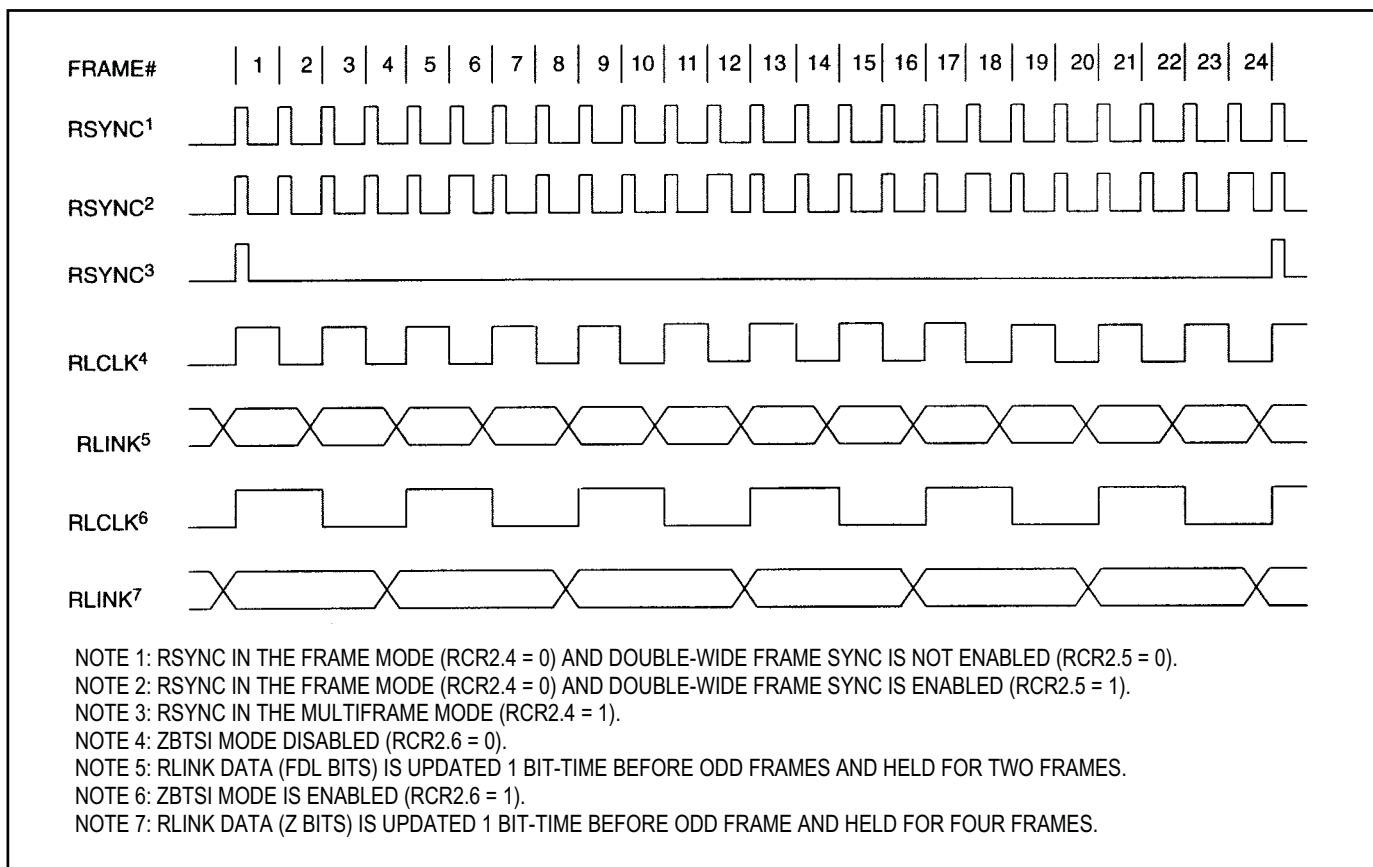 FRAME# 1 2 3 4 5 6 7 8 9 10 11 12 13 14 15 16 17 18 19 20 21 22 23 24
RSYNC1
RSYNC2
RSYNC3
RLCLK4
RLINK5
RLCLK6
RLINK7
NOTE 1: RSYNC IN THE FRAME MODE (RCR2.4 = 0) AND DOUBLE-WIDE FRAME SYNC IS NOT ENABLED (RCR2.5 = 0).
NOTE 2: RSYNC IN THE FRAME MODE (RCR2.4 = 0) AND DOUBLE-WIDE FRAME SYNC IS ENABLED (RCR2.5 = 1).
NOTE 3: RSYNC IN THE MULTIFRAME MODE (RCR2.4 = 1).
NOTE 4: ZBTSI MODE DISABLED (RCR2.6 = 0).
NOTE 5: RLINK DATA (FDL BITS) IS UPDATED 1 BIT-TIME BEFORE ODD FRAMES AND HELD FOR TWO FRAMES.
NOTE 6: ZBTSI MODE IS ENABLED (RCR2.6 = 1).
NOTE 7: RLINK DATA (Z BITS) IS UPDATED 1 BIT-TIME BEFORE ODD FRAME AND HELD FOR FOUR FRAMES.